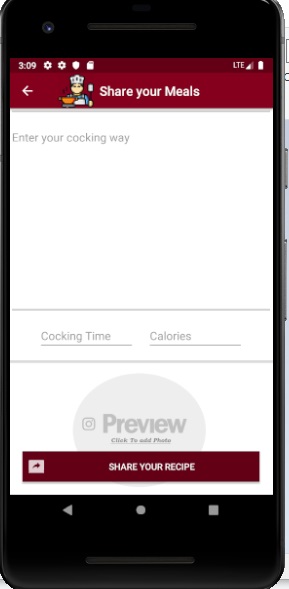 3:09 LTE
Share your Meals
Enter your cooking way
Cocking Time Calories
Preview
Click To add Photo
SHARE YOUR RECIPE